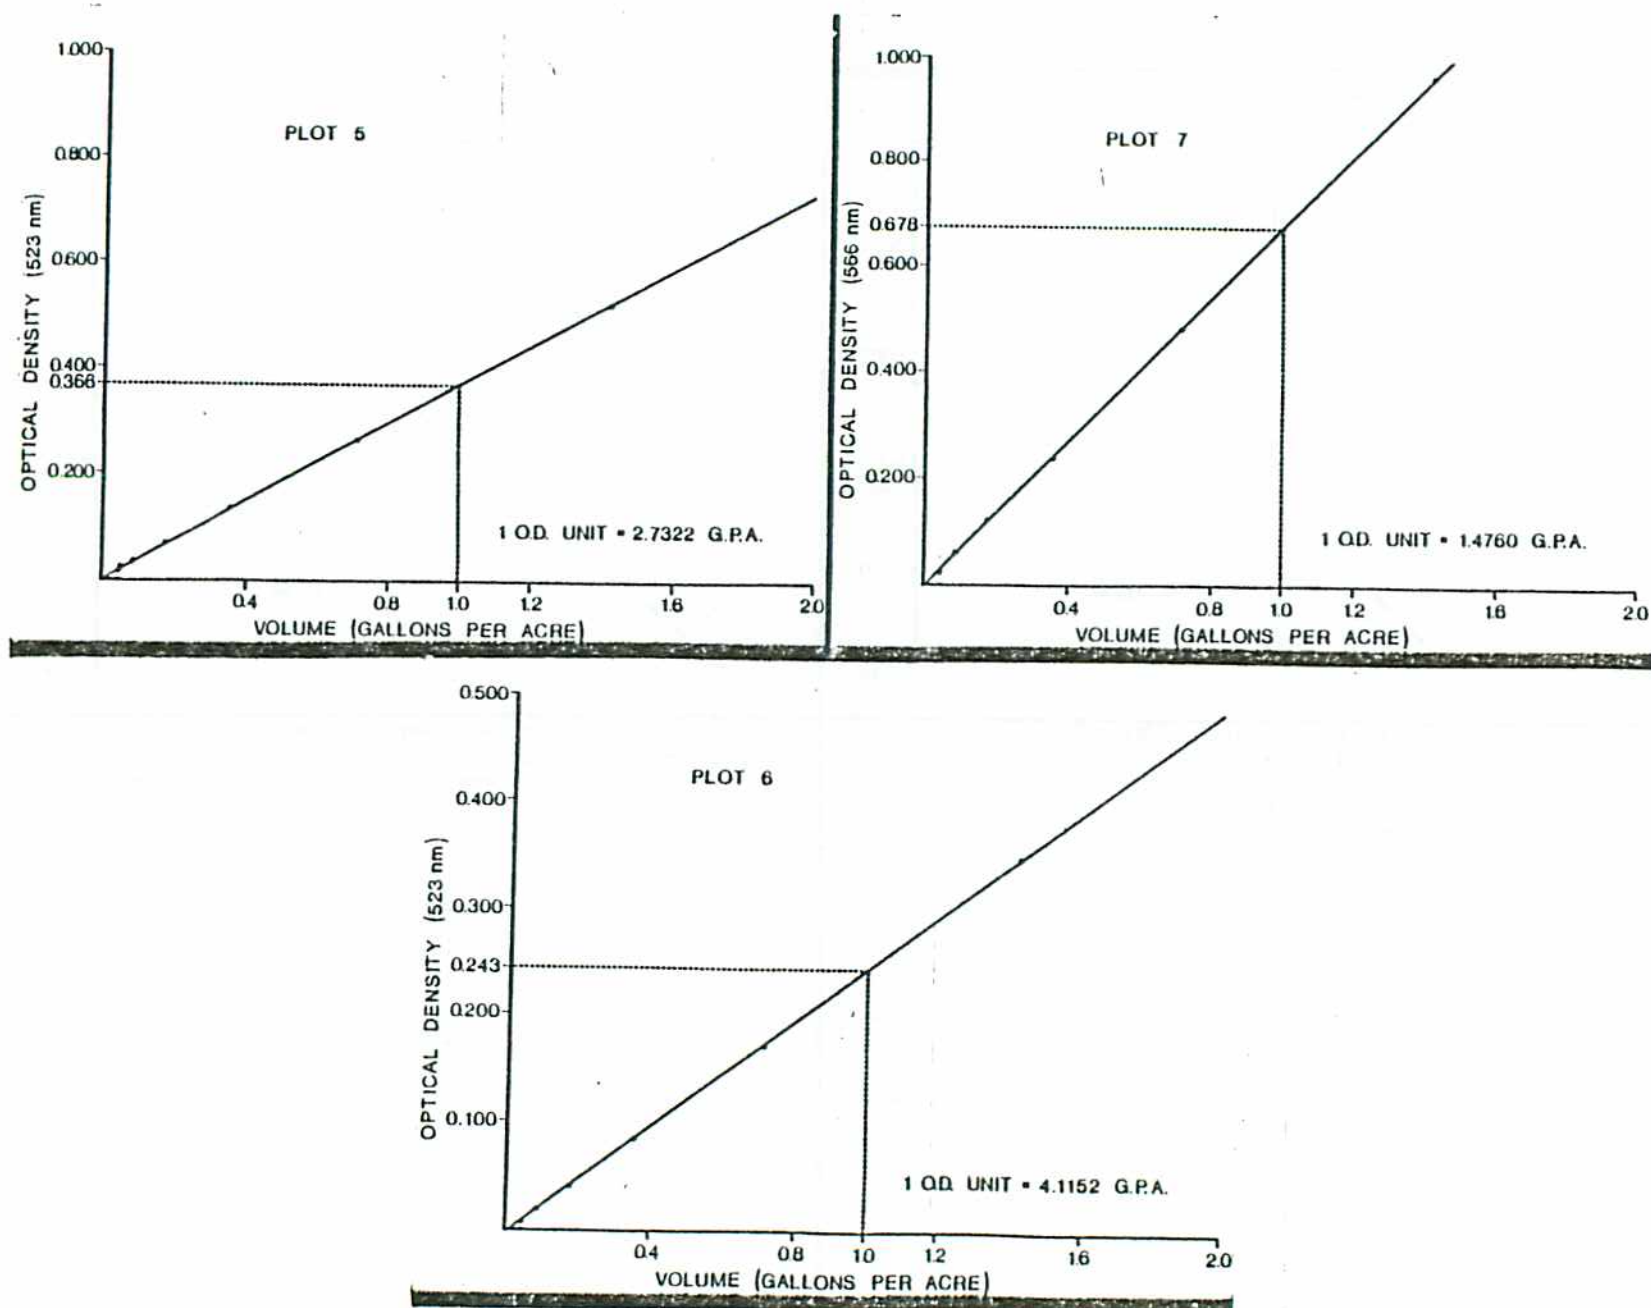 PLOT 5
OPTICAL DENSITY (523 nm)
1.000
0.800
0.600
0.400
0.366
0.200
1 O.D. UNIT = 2.7322 G.P.A.
0.4 0.8 1.0 1.2 1.6 2.0
VOLUME (GALLONS PER ACRE)
PLOT 7
OPTICAL DENSITY (566 nm)
1.000
0.800
0.678
0.600
0.400
0.200
1 O.D. UNIT = 1.4760 G.P.A.
0.4 0.8 1.0 1.2 1.6 2.0
VOLUME (GALLONS PER ACRE)
PLOT 6
OPTICAL DENSITY (523 nm)
0.500
0.400
0.300
0.243
0.200
0.100
1 O.D. UNIT = 4.1152 G.P.A.
0.4 0.8 1.0 1.2 1.6 2.0
VOLUME (GALLONS PER ACRE)